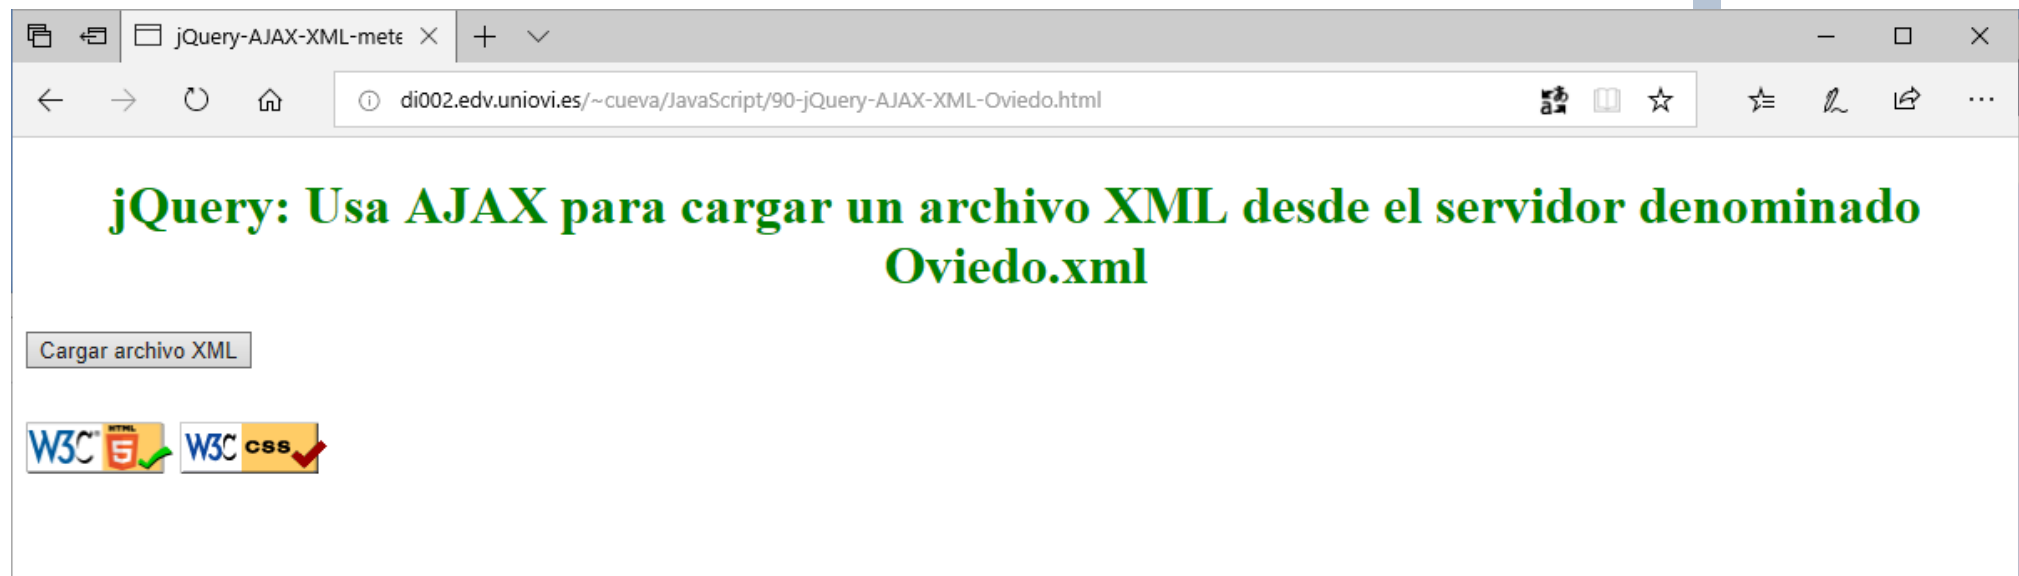 jQuery-AJAX-XML-mete
di002.edv.uniovi.es/~cueva/JavaScript/90-jQuery-AJAX-XML-Oviedo.html
jQuery: Usa AJAX para cargar un archivo XML desde el servidor denominado
Oviedo.xml
Cargar archivo XML
W3C HTML 5 W3C css